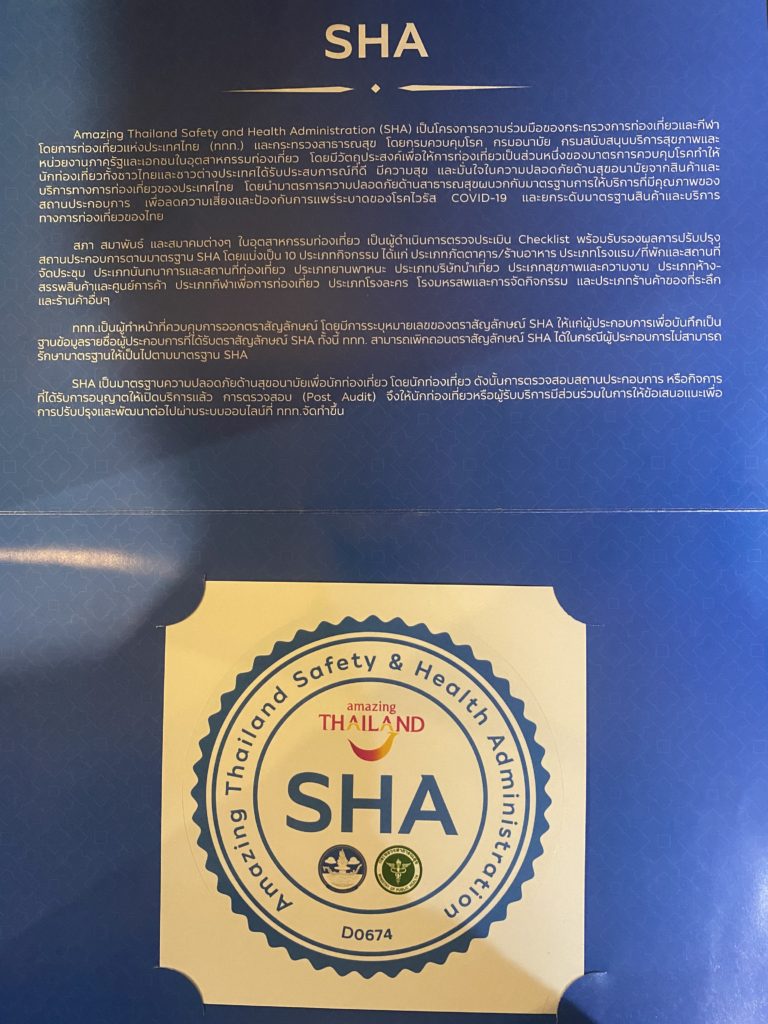 SHA
Amazing Thailand Safety and Health Administration (SHA) เป็นโครงการความร่วมมือของกระทรวงการท่องเที่ยวและกีฬา
โดยการท่องเที่ยวแห่งประเทศไทย (ททท.) และกระทรวงสาธารณสุข โดยกรมควบคุมโรค กรมอนามัย กรมสนับสนุนบริการสุขภาพและ
หน่วยงานภาครัฐและเอกชนในอุตสาหกรรมท่องเที่ยว โดยมีวัตถุประสงค์เพื่อให้การท่องเที่ยวเป็นส่วนหนึ่งของมาตรการควบคุมโรคทำให้
นักท่องเที่ยวทั้งชาวไทยและชาวต่างประเทศได้รับประสบการณ์ที่ดี มีความสุข และมั่นใจในความปลอดภัยด้านสุขอนามัยจากสินค้าและ
บริการทางการท่องเที่ยวของประเทศไทย โดยนำมาตรการความปลอดภัยด้านสาธารณสุขผนวกกับมาตรฐานการให้บริการที่มีคุณภาพของ
สถานประกอบการ เพื่อลดความเสี่ยงและป้องกันการแพร่ระบาดของโรคไวรัส COVID-19 และยกระดับมาตรฐานสินค้าและบริการ
ทางการท่องเที่ยวของไทย
สภา สมาพันธ์ และสมาคมต่างๆ ในอุตสาหกรรมท่องเที่ยว เป็นผู้ดำเนินการตรวจประเมิน Checklist พร้อมรับรองผลการปรับปรุง
สถานประกอบการตามมาตรฐาน SHA โดยแบ่งเป็น 10 ประเภทกิจการ ได้แก่ ประเภทภัตตาคาร/ร้านอาหาร ประเภทโรงแรม/ที่พักและสถานที่
จัดประชุม ประเภทนันทนาการและสถานที่ท่องเที่ยว ประเภทยานพาหนะ ประเภทบริษัทนำเที่ยว ประเภทสุขภาพและความงาม ประเภทห้าง-
สรรพสินค้าและศูนย์การค้า ประเภทกีฬาเพื่อการท่องเที่ยว ประเภทโรงละคร โรงมหรสพและการจัดกิจกรรม และประเภทร้านค้าของที่ระลึก
และร้านค้าอื่นๆ
ททท.เป็นผู้ทำหน้าที่ควบคุมการออกตราสัญลักษณ์ โดยมีการระบุหมายเลขของตราสัญลักษณ์ SHA ให้แก่ผู้ประกอบการเพื่อบันทึกเป็น
ฐานข้อมูลรายชื่อผู้ประกอบการที่ได้รับตราสัญลักษณ์ SHA ทั้งนี้ ททท. สามารถเพิกถอนตราสัญลักษณ์ SHA ได้ในกรณีผู้ประกอบการไม่สามารถ
รักษามาตรฐานให้เป็นไปตามมาตรฐาน SHA
SHA เป็นมาตรฐานความปลอดภัยด้านสุขอนามัยเพื่อนักท่องเที่ยว โดยนักท่องเที่ยว ดังนั้นการตรวจสอบสถานประกอบการ หรือกิจการ
ที่ได้รับการอนุญาตให้เปิดบริการแล้ว การตรวจสอบ (Post Audit) จึงให้นักท่องเที่ยวหรือผู้รับบริการมีส่วนร่วมในการให้ข้อเสนอแนะเพื่อ
การปรับปรุงและพัฒนาต่อไปผ่านระบบออนไลน์ที่ ททท.จัดทำขึ้น
Amazing Thailand Safety & Health Administration
amazing
THAILAND
SHA
D0674